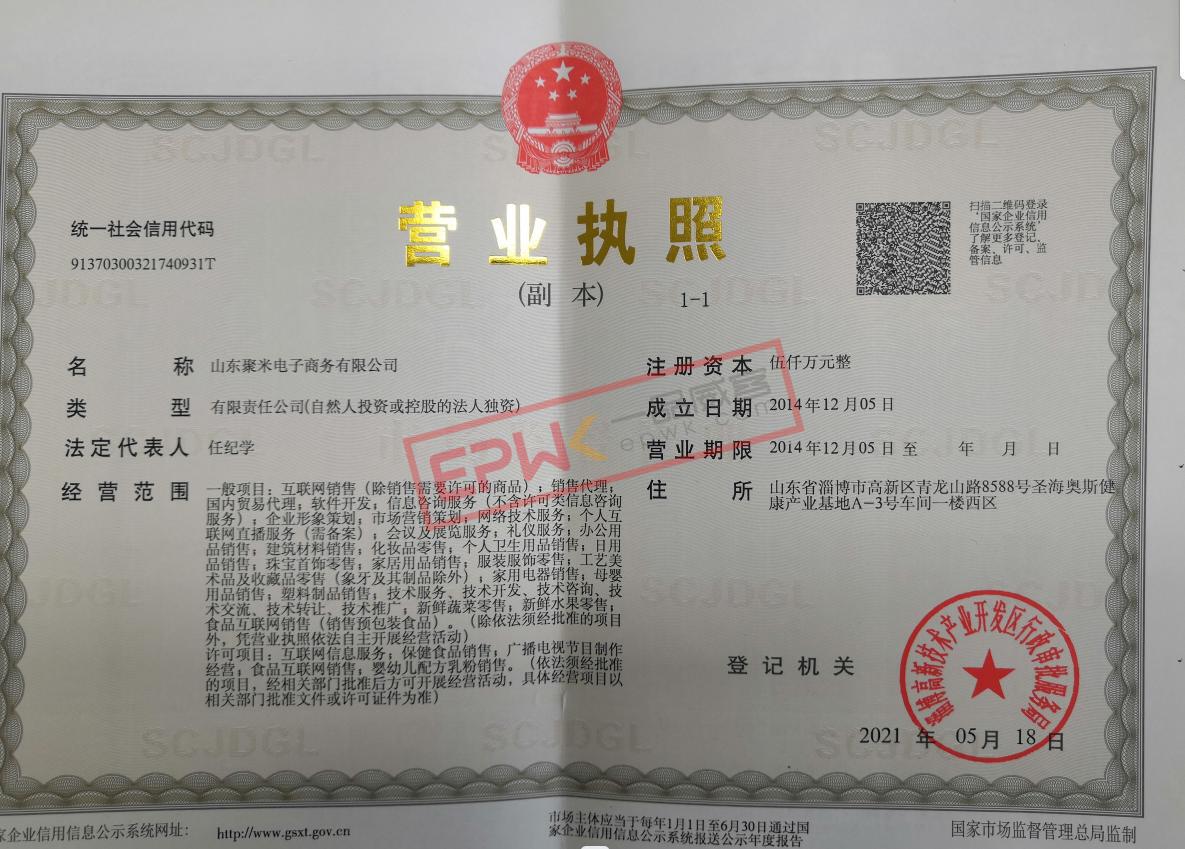 统一社会信用代码
91370300321740931T
营业执照
(副 本)
1-1
扫描二维码登录
‘国家企业信用
信息公示系统’
了解更多登记、
备案、许可、监
管信息
名 称 山东聚米电子商务有限公司
类 型 有限责任公司(自然人投资或控股的法人独资)
法定代表人 任纪学
经营范围 一般项目：互联网销售（除销售需要许可的商品）；销售代理；
国内贸易代理；软件开发；信息咨询服务（不含许可类信息咨询
服务）；企业形象策划；市场营销策划；网络技术服务；个人互
联网直播服务（需备案）；会议及展览服务；礼仪服务；办公用
品销售；建筑材料销售；化妆品零售；个人卫生用品销售；日用
品销售；珠宝首饰零售；家居用品销售；服装服饰零售；工艺美
术品及收藏品零售（象牙及其制品除外）；家用电器销售；母婴
用品销售；塑料制品销售；技术服务、技术开发、技术咨询、技
术交流、技术转让、技术推广；新鲜蔬菜零售；新鲜水果零售；
食品互联网销售（销售预包装食品）。（除依法须经批准的项目
外，凭营业执照依法自主开展经营活动）
许可项目：互联网信息服务；保健食品销售；广播电视节目制作
经营；食品互联网销售；婴幼儿配方乳粉销售。（依法须经批准
的项目，经相关部门批准后方可开展经营活动，具体经营项目以
相关部门批准文件或许可证件为准）
注册资本 伍仟万元整
成立日期 2014年12月05日
营业期限 2014年12月05日 至 年 月 日
住 所 山东省淄博市高新区青龙山路8588号圣海奥斯健
康产业基地A-3号车间一楼西区
EPWK 一品威客
epwk.com
登记机关
淄博高新技术产业开发区行政审批服务局
2021 年 05 月 18 日
家企业信用信息公示系统网址： http://www.gsxt.gov.cn
市场主体应当于每年1月1日至6月30日通过国
家企业信用信息公示系统报送公示年度报告
国家市场监督管理总局监制
SCJDGL